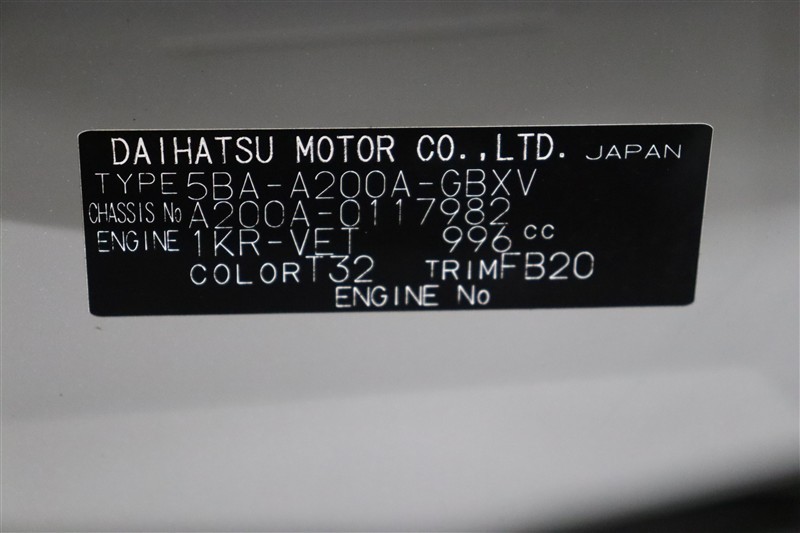 DAIHATSU MOTOR CO.,LTD. JAPAN
TYPE 5BA-A200A-GBXV
CHASSIS No A200A-0117982
ENGINE 1KR-VET 996 cc
COLOR T32 TRIM FB20
ENGINE No